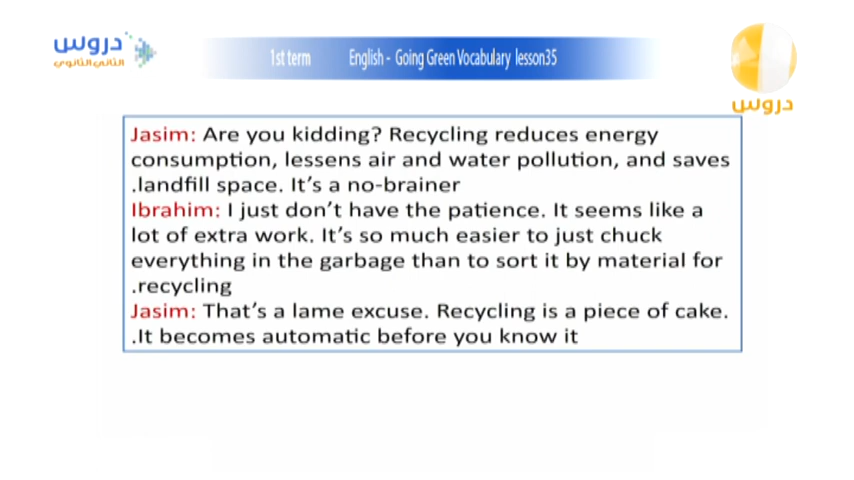 دروس
الثاني الثانوي
1st term English - Going Green Vocabulary lesson35
دروس
Jasim: Are you kidding? Recycling reduces energy
consumption, lessens air and water pollution, and saves
.landfill space. It’s a no-brainer
Ibrahim: I just don’t have the patience. It seems like a
lot of extra work. It’s so much easier to just chuck
everything in the garbage than to sort it by material for
.recycling
Jasim: That’s a lame excuse. Recycling is a piece of cake.
.It becomes automatic before you know it